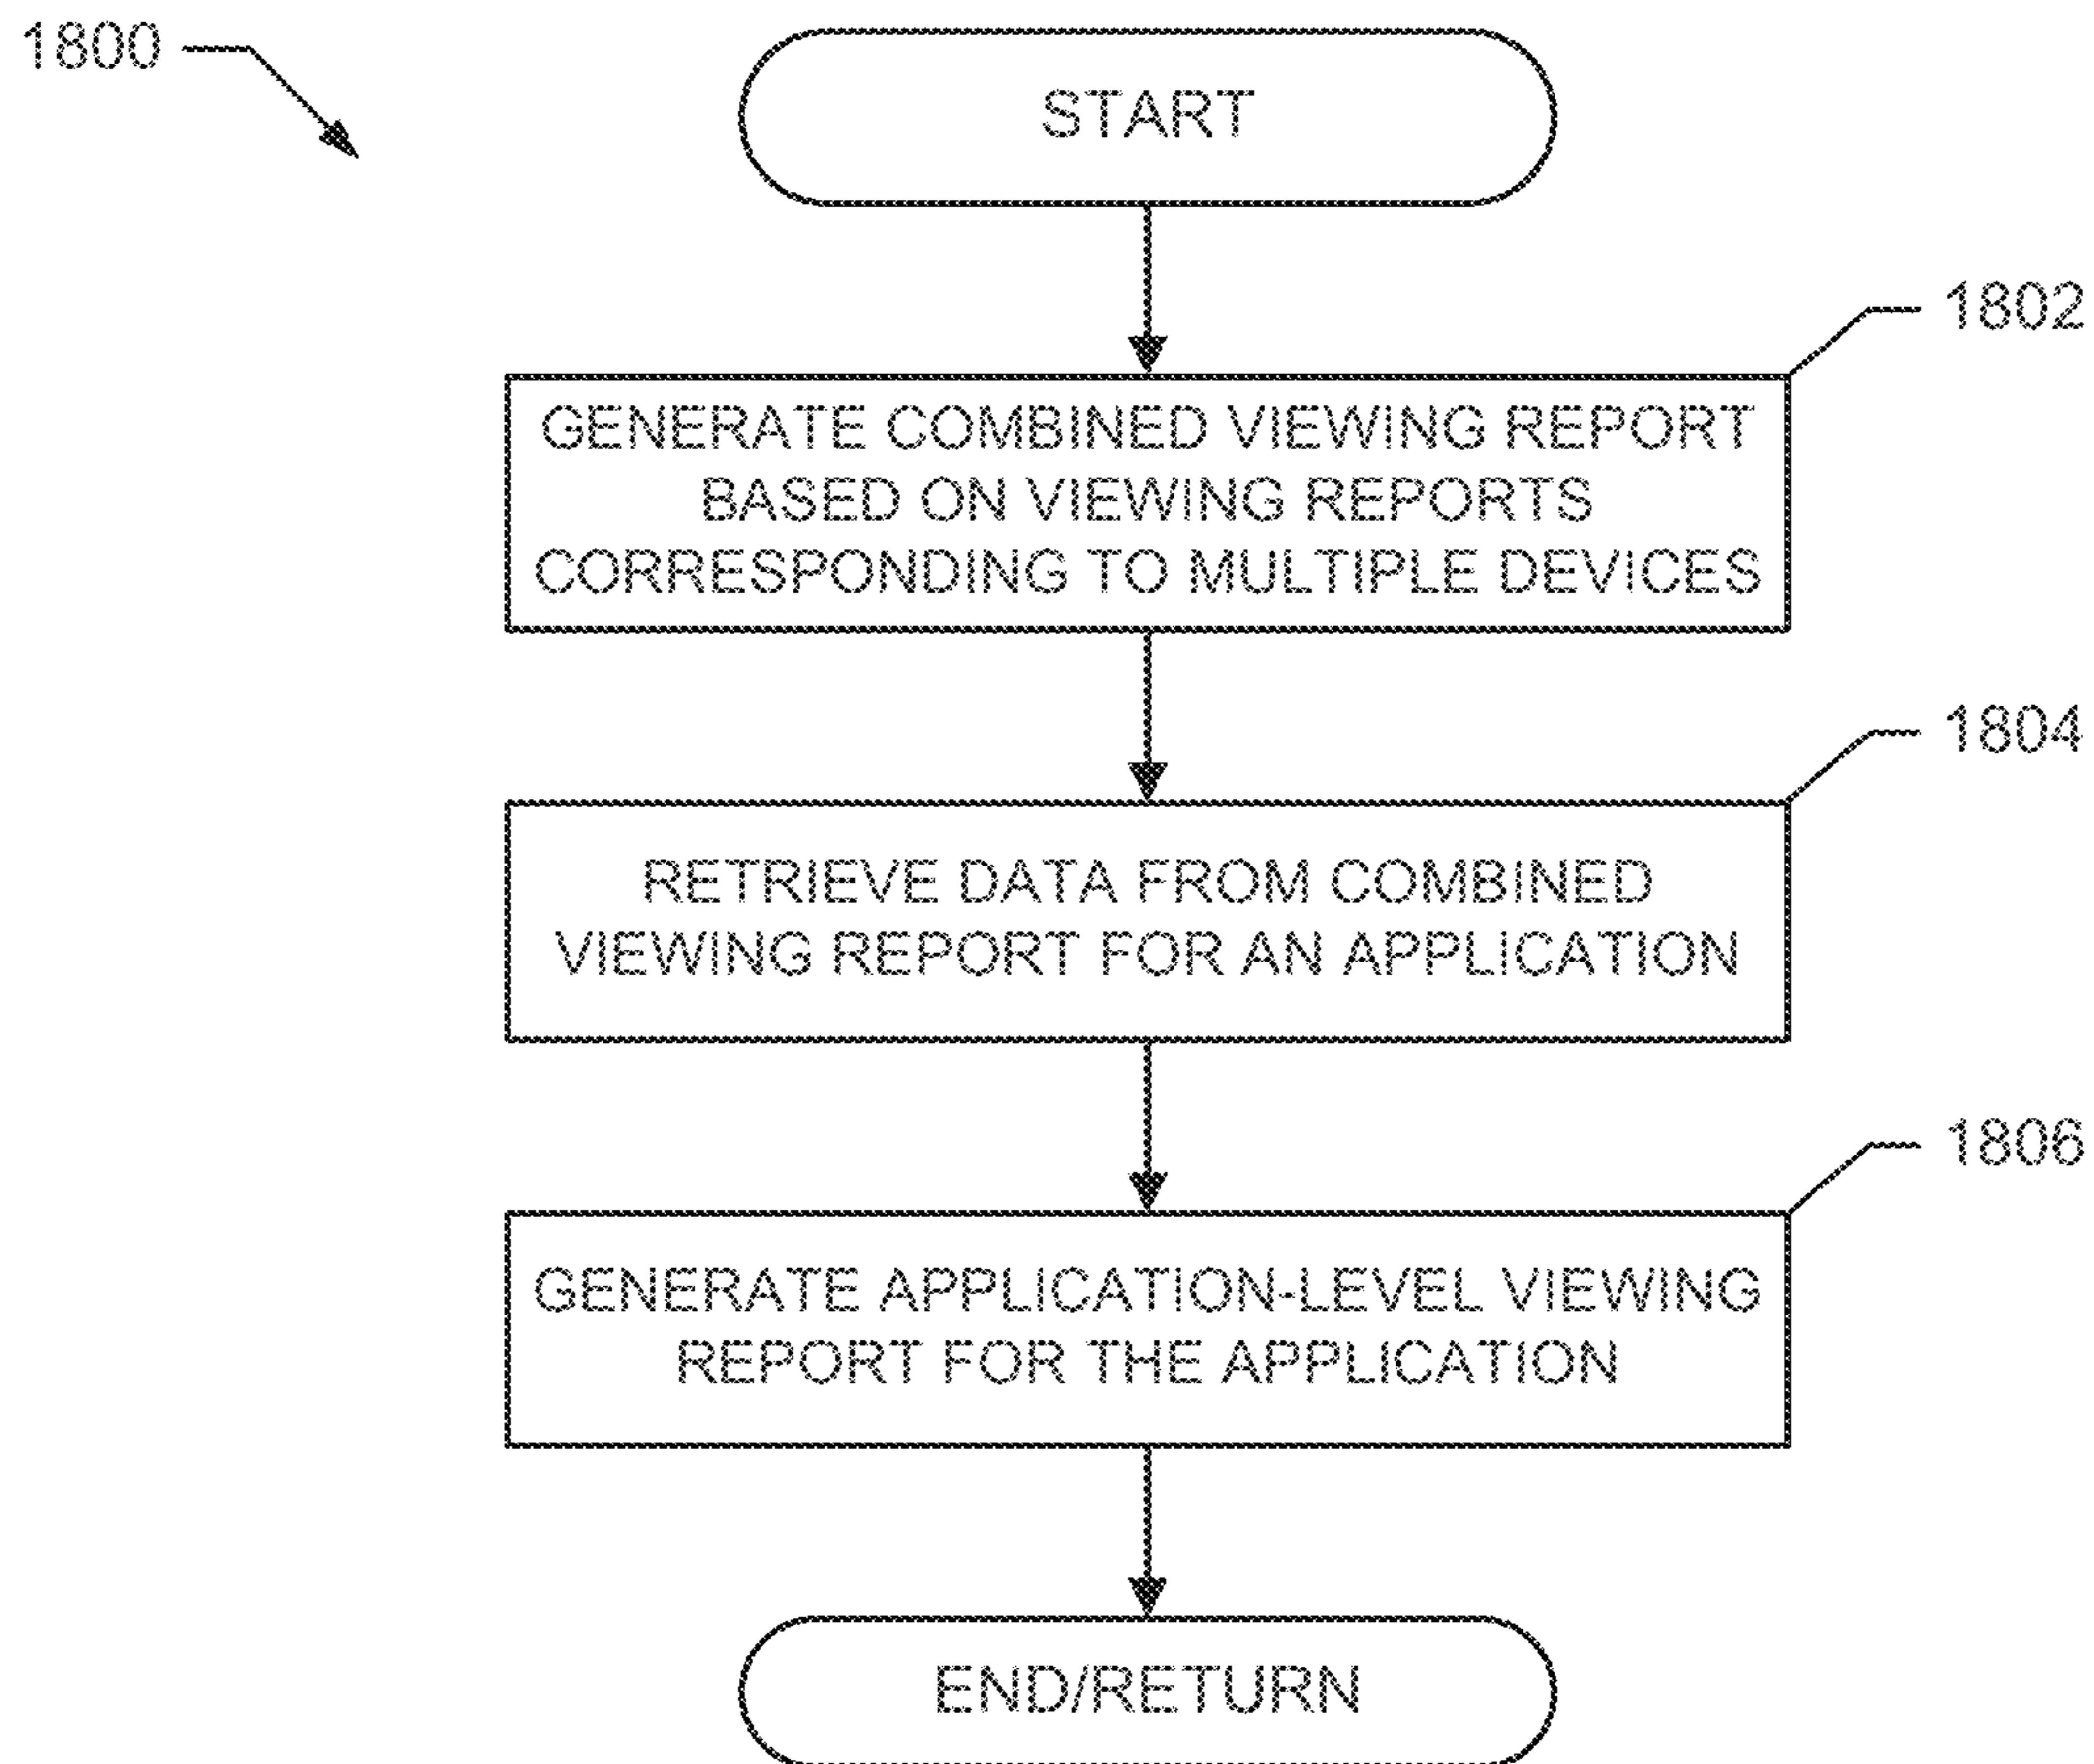 1800
START
1802
GENERATE COMBINED VIEWING REPORT
BASED ON VIEWING REPORTS
CORRESPONDING TO MULTIPLE DEVICES
1804
RETRIEVE DATA FROM COMBINED
VIEWING REPORT FOR AN APPLICATION
1806
GENERATE APPLICATION-LEVEL VIEWING
REPORT FOR THE APPLICATION
END/RETURN